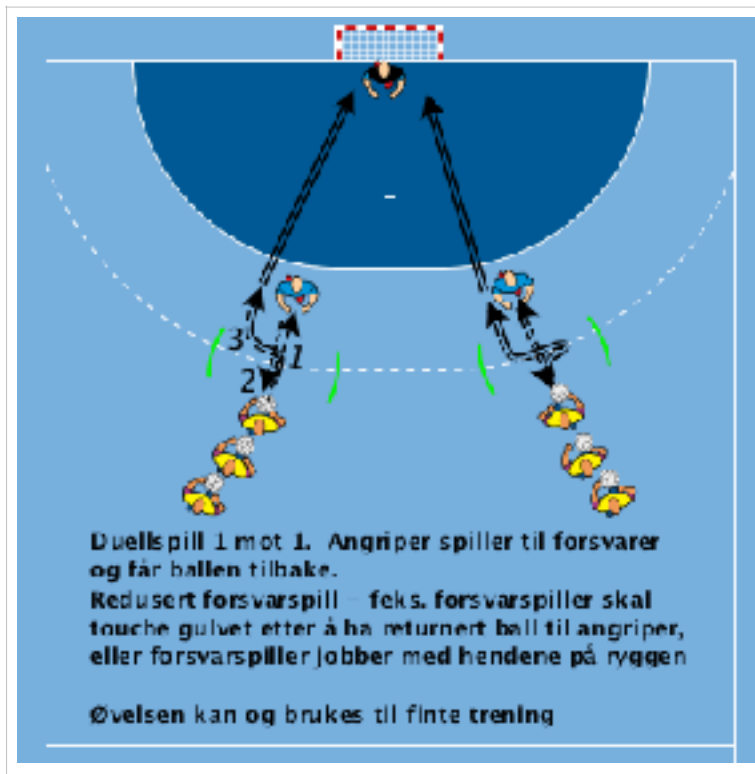 3
1
2
Duellspill 1 mot 1. Angriper spiller til forsvarer
og får ballen tilbake.
Redusert forsvarspill – feks. forsvarspiller skal
touche gulvet etter å ha returnert ball til angriper,
eller forsvarspiller jobber med hendene på ryggen
Øvelsen kan og brukes til finte trening